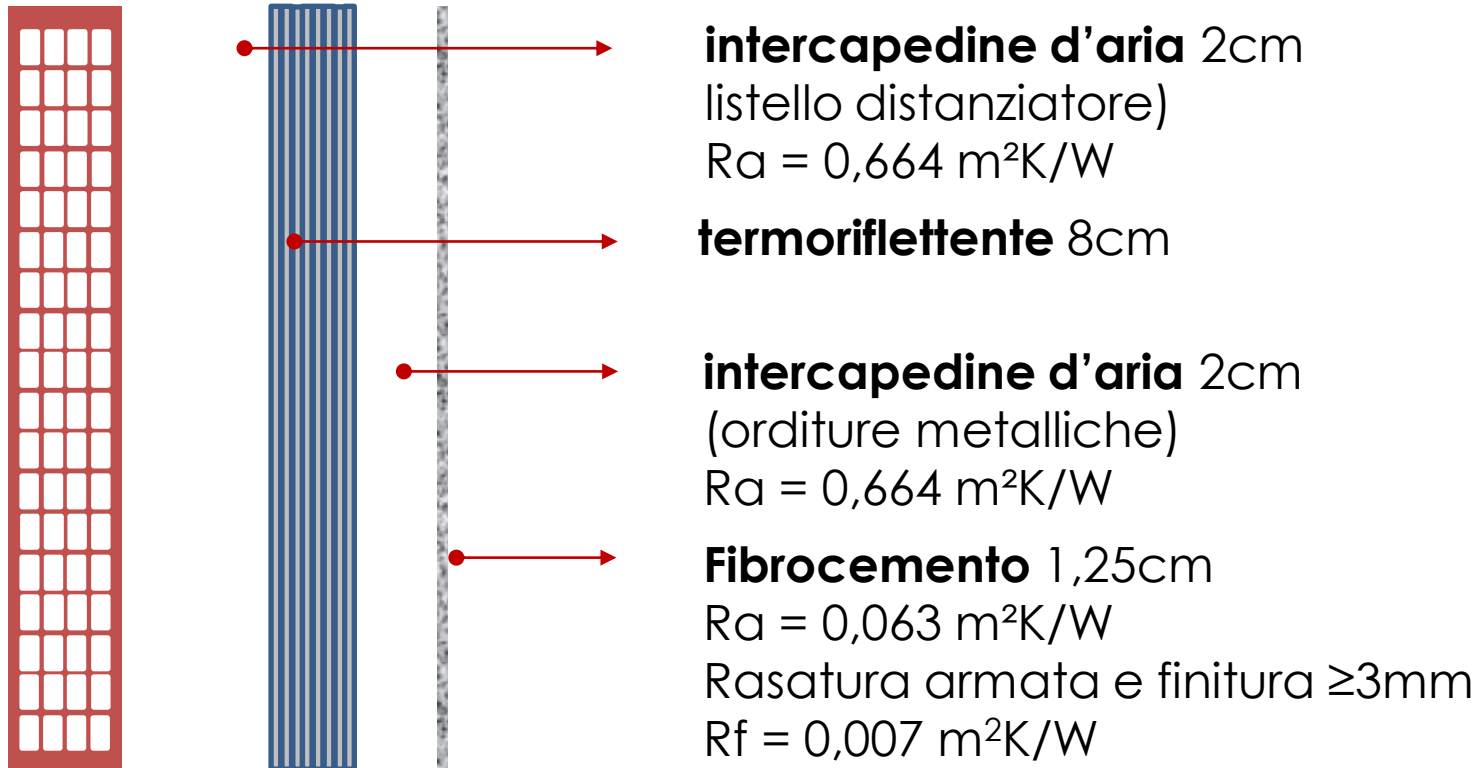 intercapedine d’aria 2cm
listello distanziatore)
Ra = 0,664 m²K/W
termoriflettente 8cm
intercapedine d’aria 2cm
(orditure metalliche)
Ra = 0,664 m²K/W
Fibrocemento 1,25cm
Ra = 0,063 m²K/W
Rasatura armata e finitura ≥3mm
Rf = 0,007 m²K/W